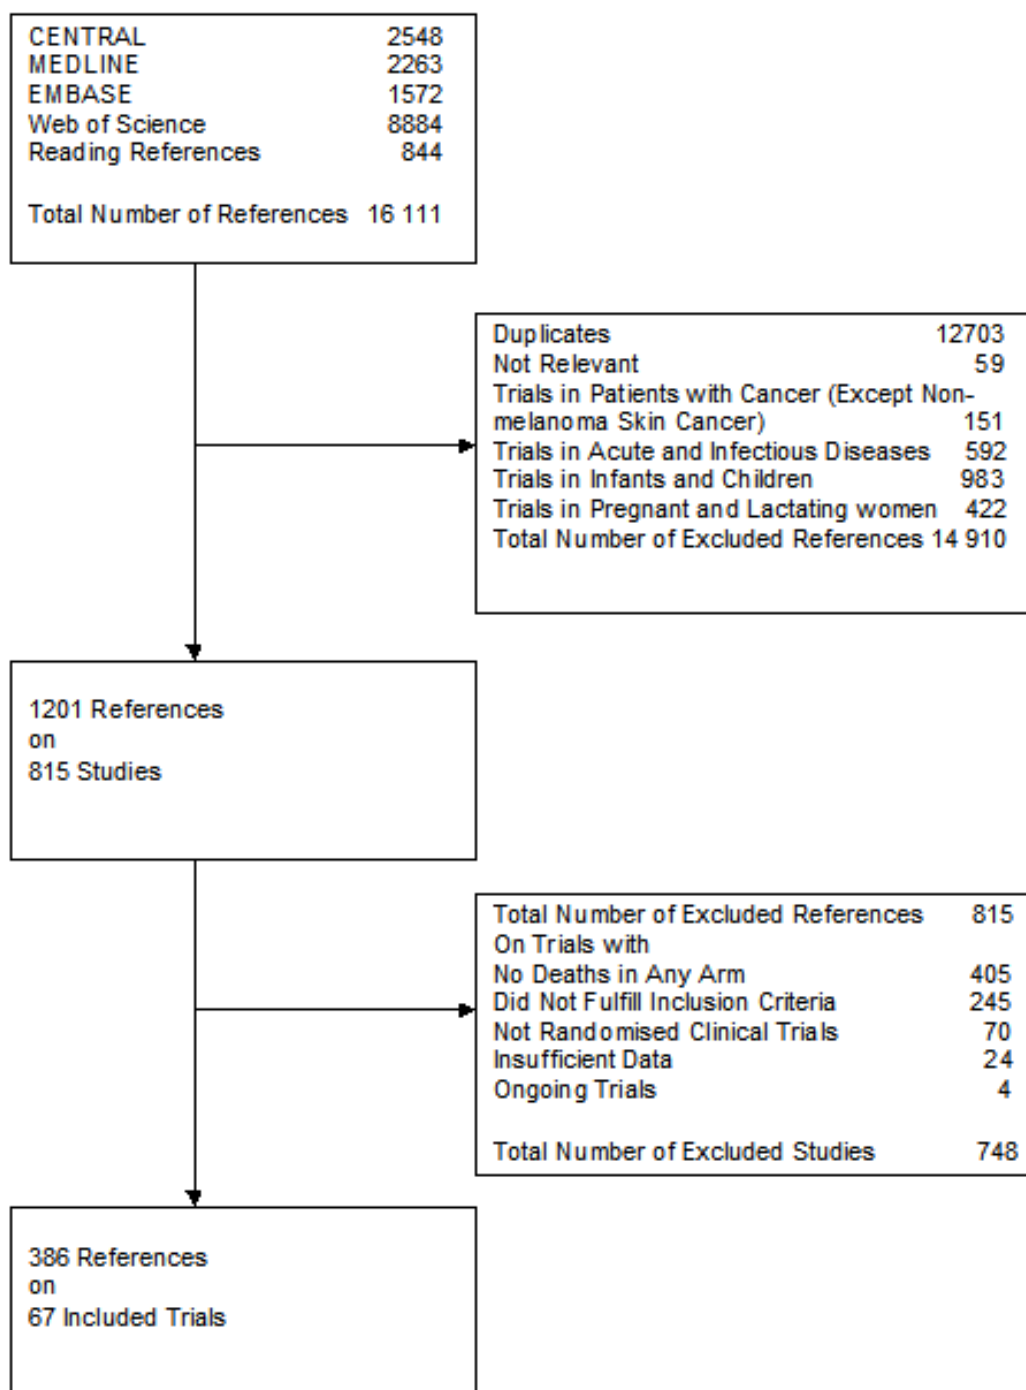 CENTRAL 2548
MEDLINE 2263
EMBASE 1572
Web of Science 8884
Reading References 844
Total Number of References 16 111
Duplicates 12703
Not Relevant 59
Trials in Patients with Cancer (Except Non-
melanoma Skin Cancer) 151
Trials in Acute and Infectious Diseases 592
Trials in Infants and Children 983
Trials in Pregnant and Lactating women 422
Total Number of Excluded References 14 910
1201 References
on
815 Studies
Total Number of Excluded References 815
On Trials with
No Deaths in Any Arm 405
Did Not Fulfill Inclusion Criteria 245
Not Randomised Clinical Trials 70
Insufficient Data 24
Ongoing Trials 4
Total Number of Excluded Studies 748
386 References
on
67 Included Trials